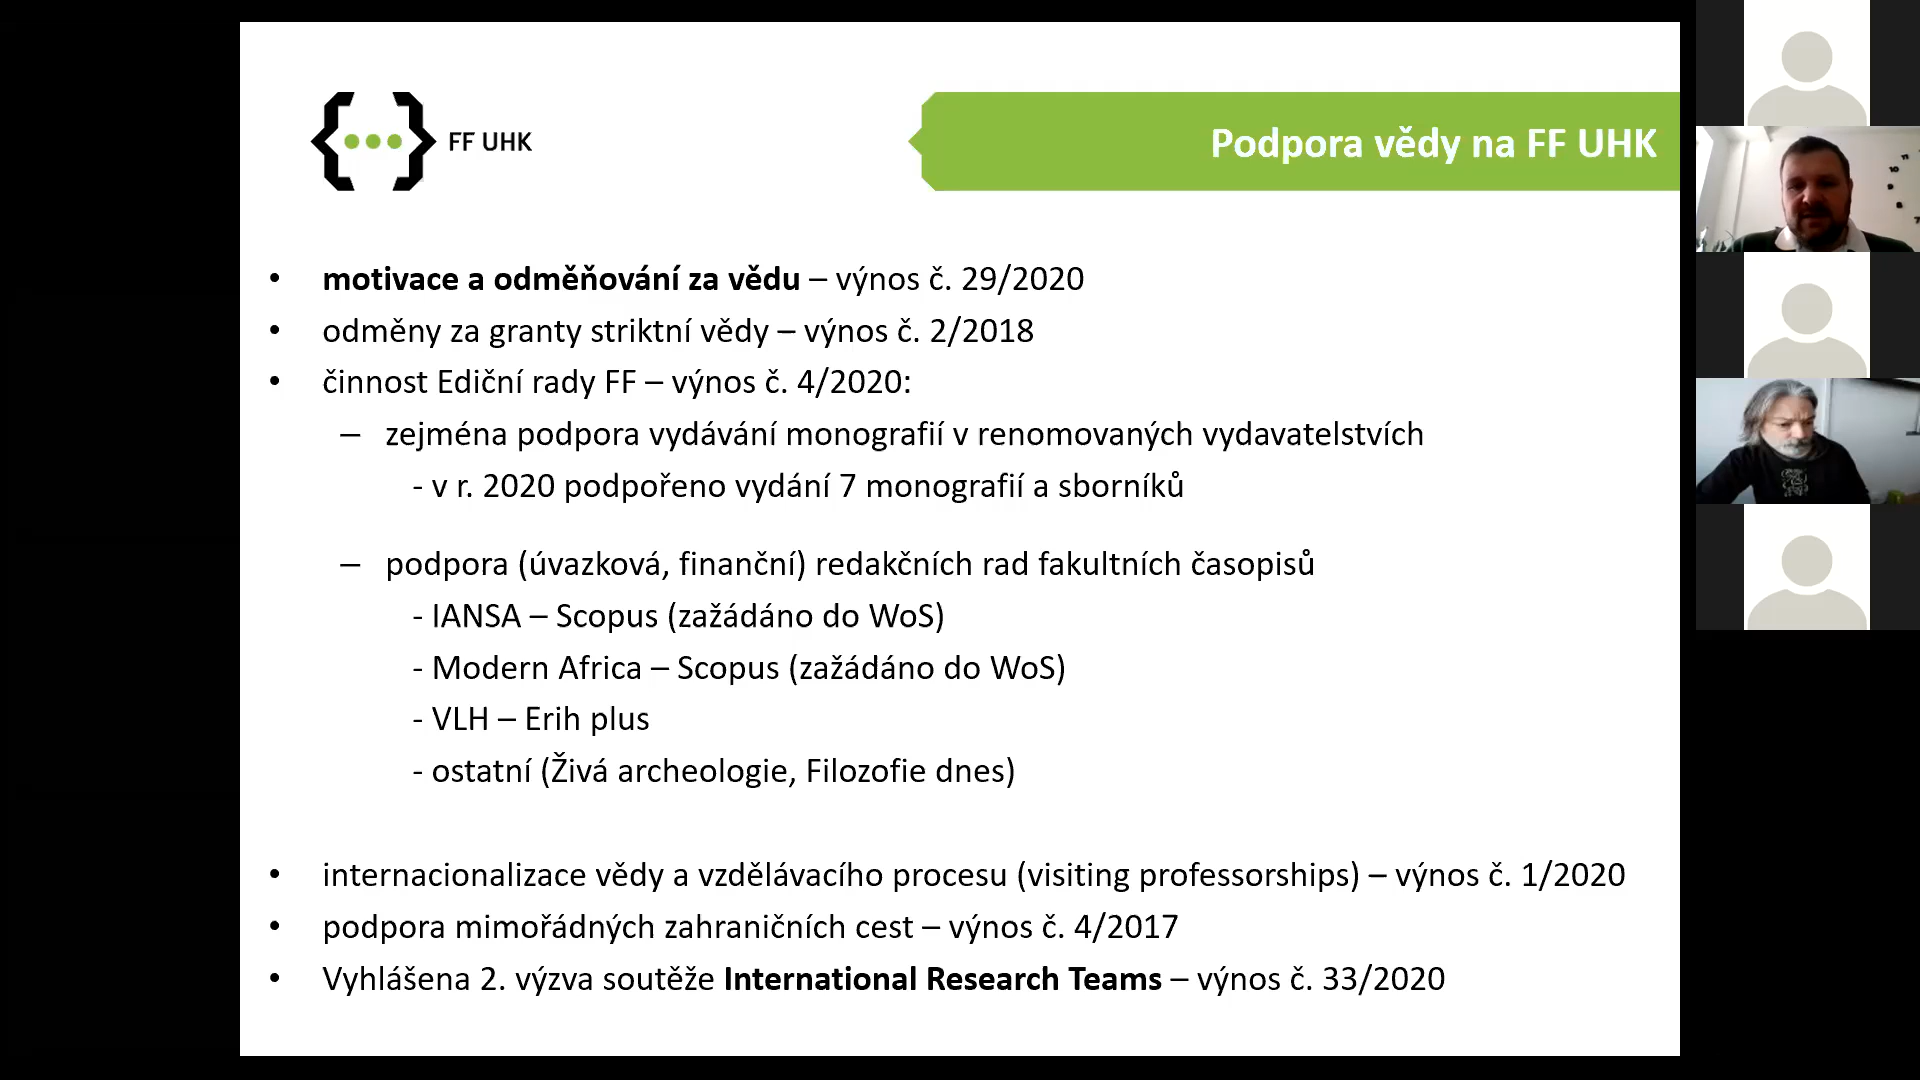 FF UHK
Podpora vědy na FF UHK
• motivace a odměňování za vědu – výnos č. 29/2020
• odměny za granty striktní vědy – výnos č. 2/2018
• činnost Ediční rady FF – výnos č. 4/2020:
– zejména podpora vydávání monografií v renomovaných vydavatelstvích
- v r. 2020 podpořeno vydání 7 monografií a sborníků
– podpora (úvazková, finanční) redakčních rad fakultních časopisů
- IANSA – Scopus (zažádáno do WoS)
- Modern Africa – Scopus (zažádáno do WoS)
- VLH – Erih plus
- ostatní (Živá archeologie, Filozofie dnes)
• internacionalizace vědy a vzdělávacího procesu (visiting professorships) – výnos č. 1/2020
• podpora mimořádných zahraničních cest – výnos č. 4/2017
• Vyhlášena 2. výzva soutěže International Research Teams – výnos č. 33/2020